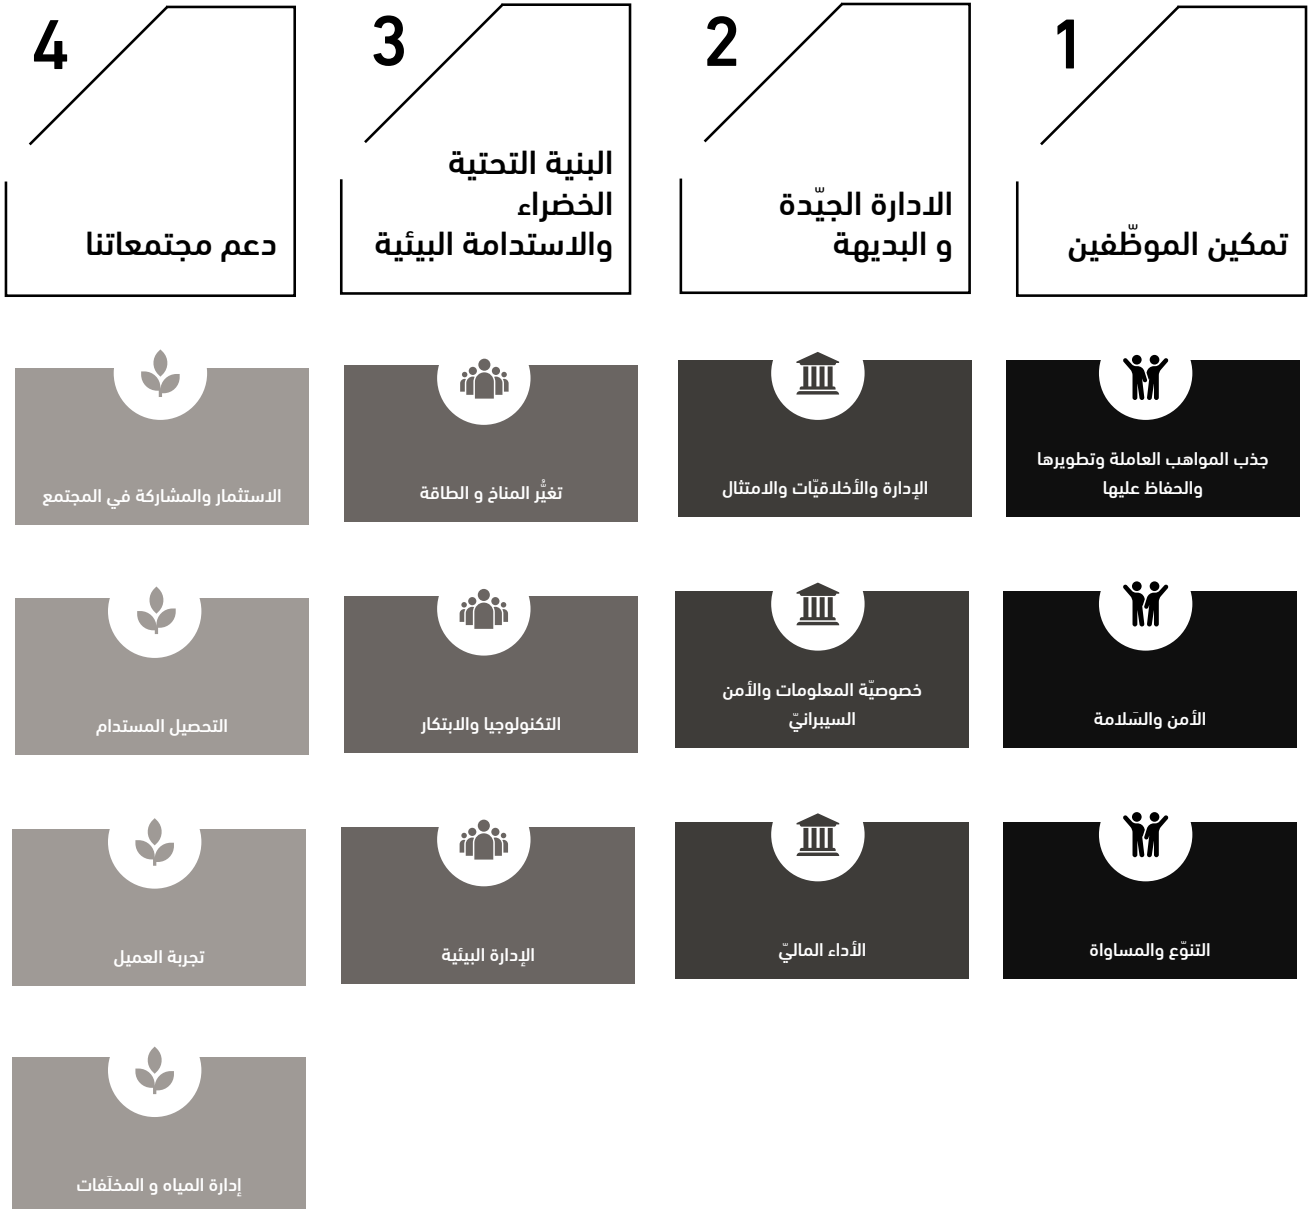 1
تمكين الموظّفين
2
الادارة الجيّدة
و البديهة
3
البنية التحتية
الخضراء
والاستدامة البيئية
4
دعم مجتمعاتنا
جذب المواهب العاملة وتطويرها
والحفاظ عليها
الإدارة والأخلاقيّات والامتثال
تغيُّر المناخ و الطاقة
الاستثمار والمشاركة في المجتمع
الأمن والسَلامة
خصوصيّة المعلومات والأمن
السيبرانيّ
التكنولوجيا والابتكار
التحصيل المستدام
التنوّع والمساواة
الأداء الماليّ
الإدارة البيئية
تجربة العميل
إدارة المياه و المخلّفات